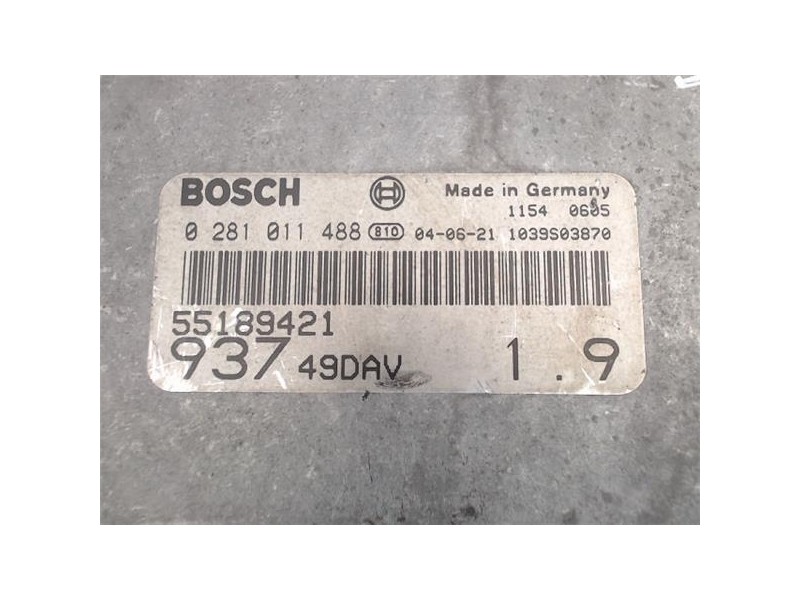 BOSCH Made in Germany
1154 0605
0 281 011 488 810 04-06-21 1039S03870
55189421
937 49DAV 1.9